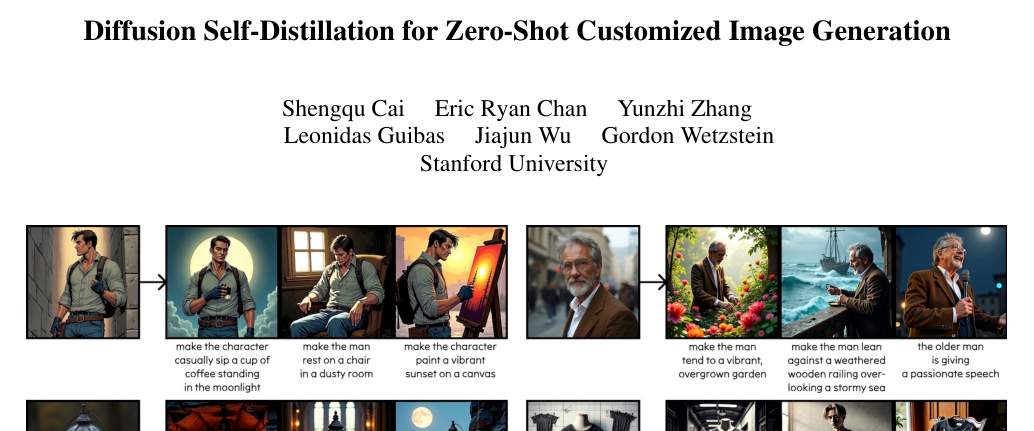 Diffusion Self-Distillation for Zero-Shot Customized Image Generation
Shengqu Cai Eric Ryan Chan Yunzhi Zhang
Leonidas Guibas Jiajun Wu Gordon Wetzstein
Stanford University
make the character
casually sip a cup of
coffee standing
in the moonlight
make the man
rest on a chair
in a dusty room
make the character
paint a vibrant
sunset on a canvas
make the man
tend to a vibrant,
overgrown garden
make the man lean
against a weathered
wooden railing over-
looking a stormy sea
the older man
is giving
a passionate speech